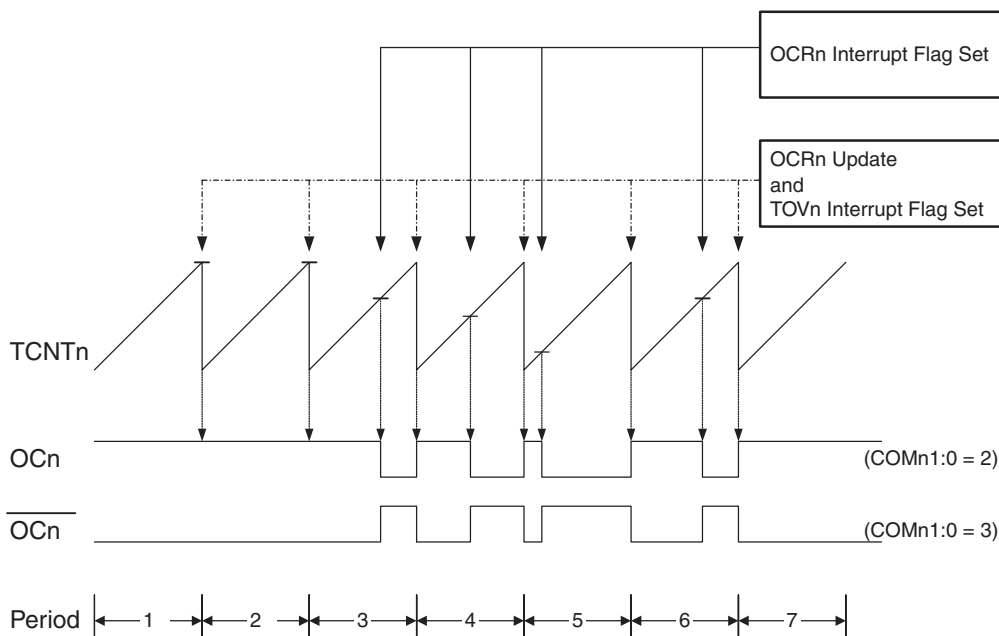 OCRn Interrupt Flag Set
OCRn Update
and
TOVn Interrupt Flag Set
TCNTn
OCn
(COMn1:0 = 2)
OCn
(COMn1:0 = 3)
Period
1
2
3
4
5
6
7